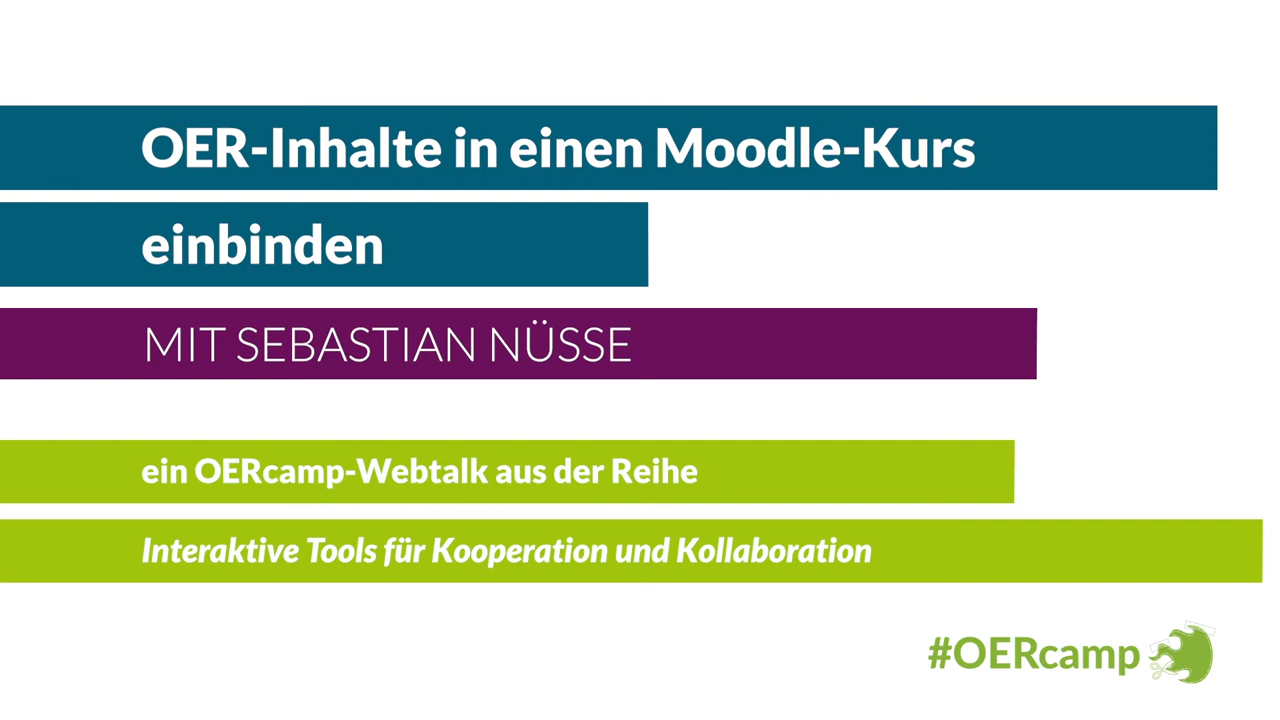 OER-Inhalte in einen Moodle-Kurs
einbinden
MIT SEBASTIAN NÜSSE
ein OERcamp-Webtalk aus der Reihe
Interaktive Tools für Kooperation und Kollaboration
#OERcamp